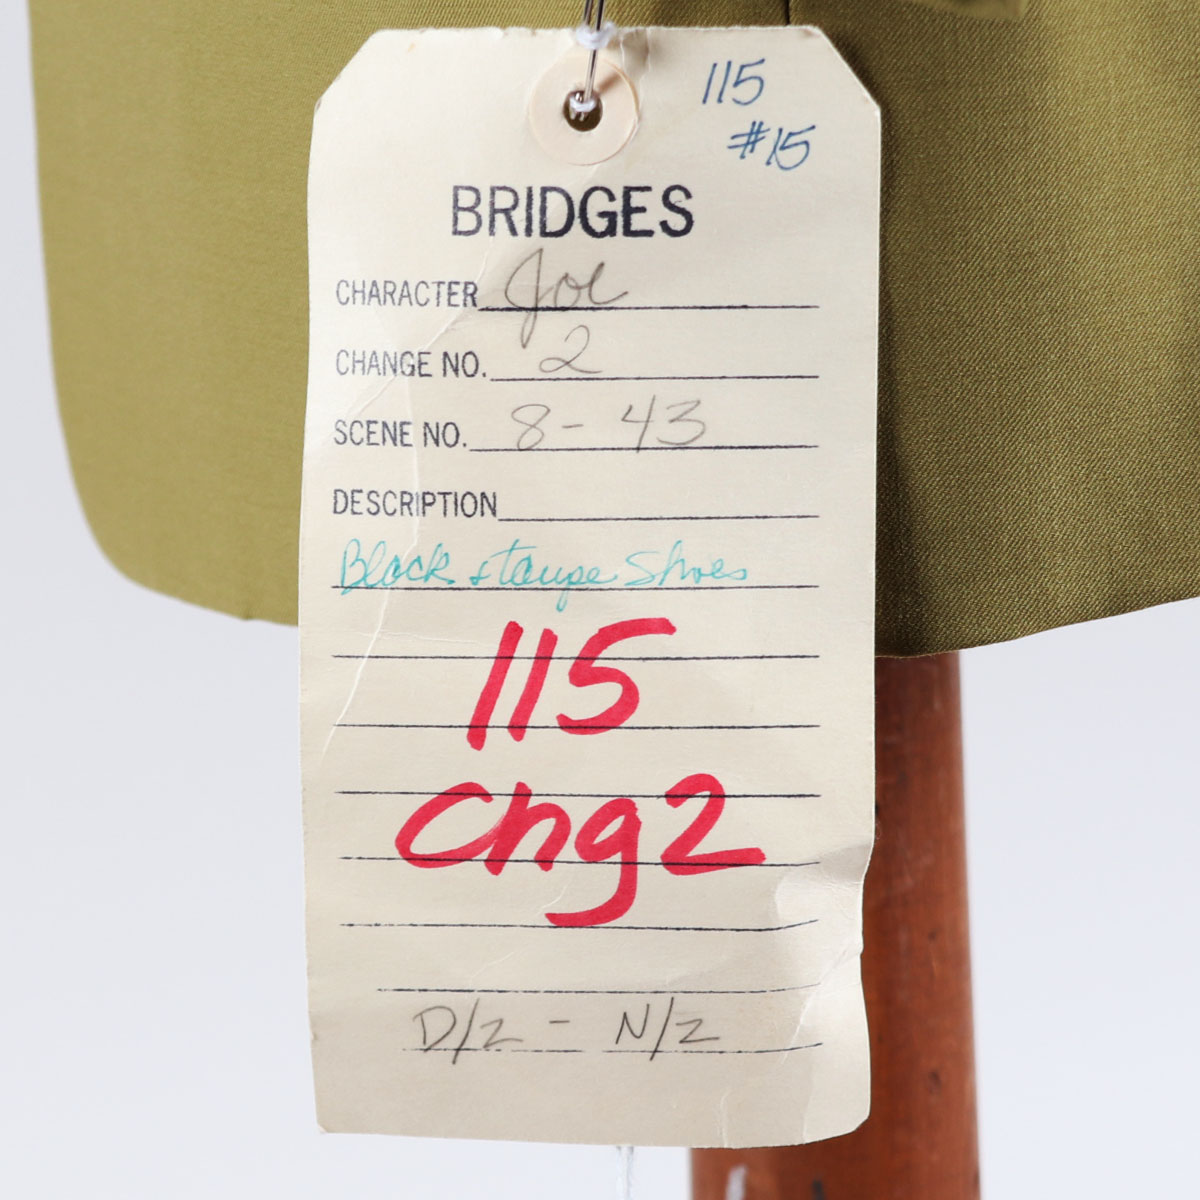 115
#15
BRIDGES
CHARACTER Joe
CHANGE NO. 2
SCENE NO. 8-43
DESCRIPTION
Black + taupe Shoes
115
Chg2
D/2 - N/2